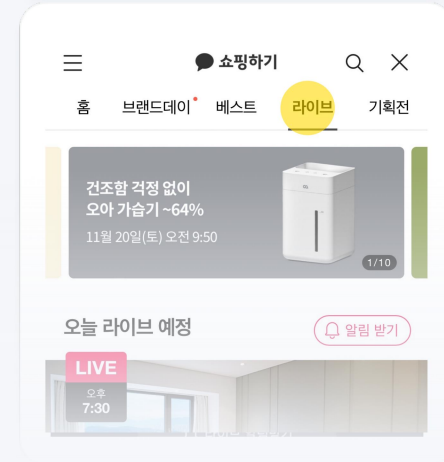 쇼핑하기
홈 브랜드데이 베스트 라이브 기획전
건조함 걱정 없이
오아 가습기 ~64%
11월 20일(토) 오전 9:50
1/10
오늘 라이브 예정
알림 받기
LIVE
오후
7:30